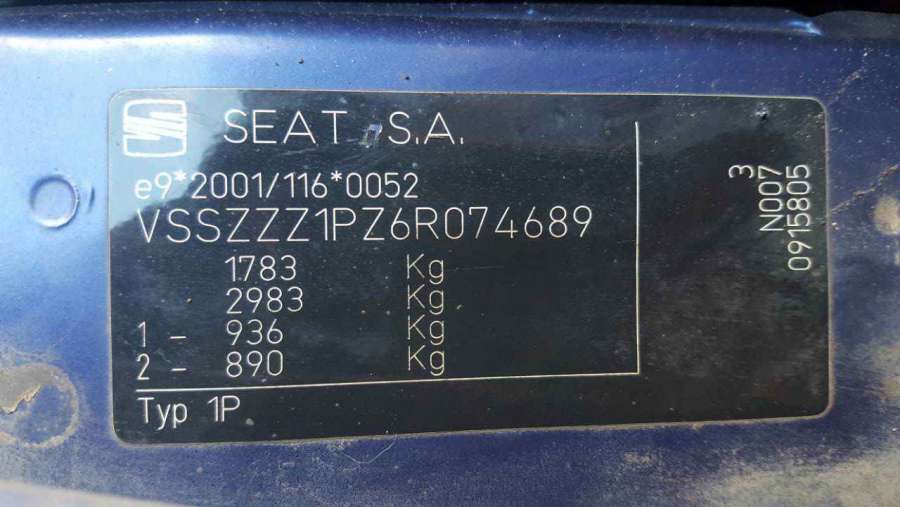 SEAT S.A.
e9*2001/116*0052
VSSZZZ1PZ6R074689
1783 Kg
2983 Kg
1 - 936 Kg
2 - 890 Kg
Typ 1P
3
N007
0915805